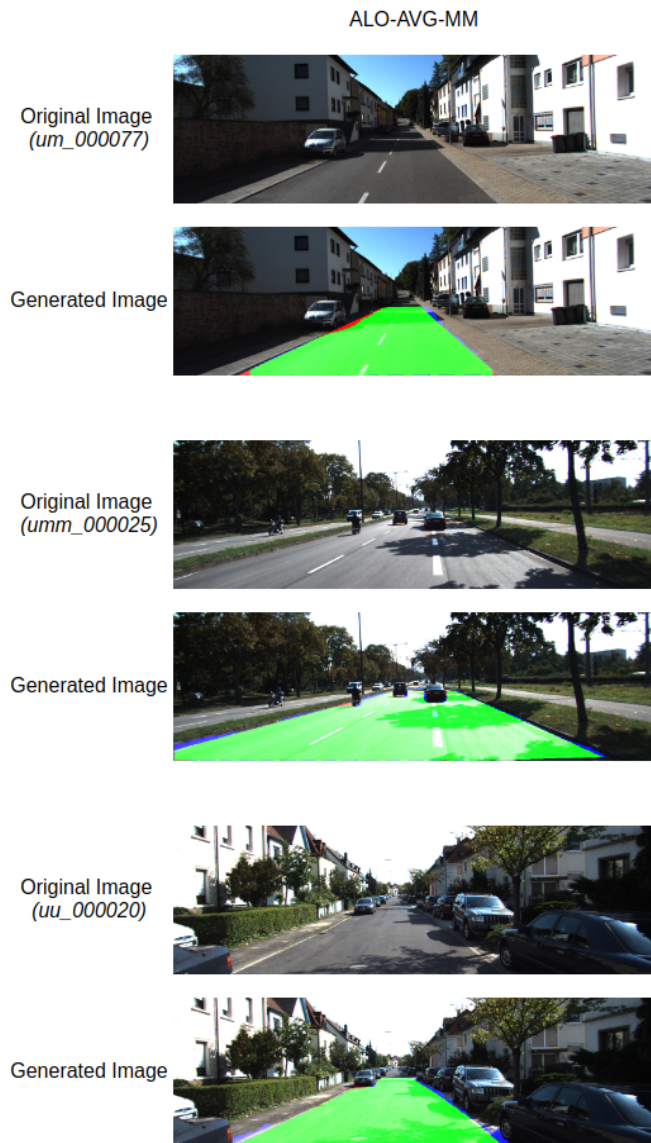 ALO-AVG-MM
Original Image
(um_000077)
Generated Image
Original Image
(umm_000025)
Generated Image
Original Image
(uu_000020)
Generated Image